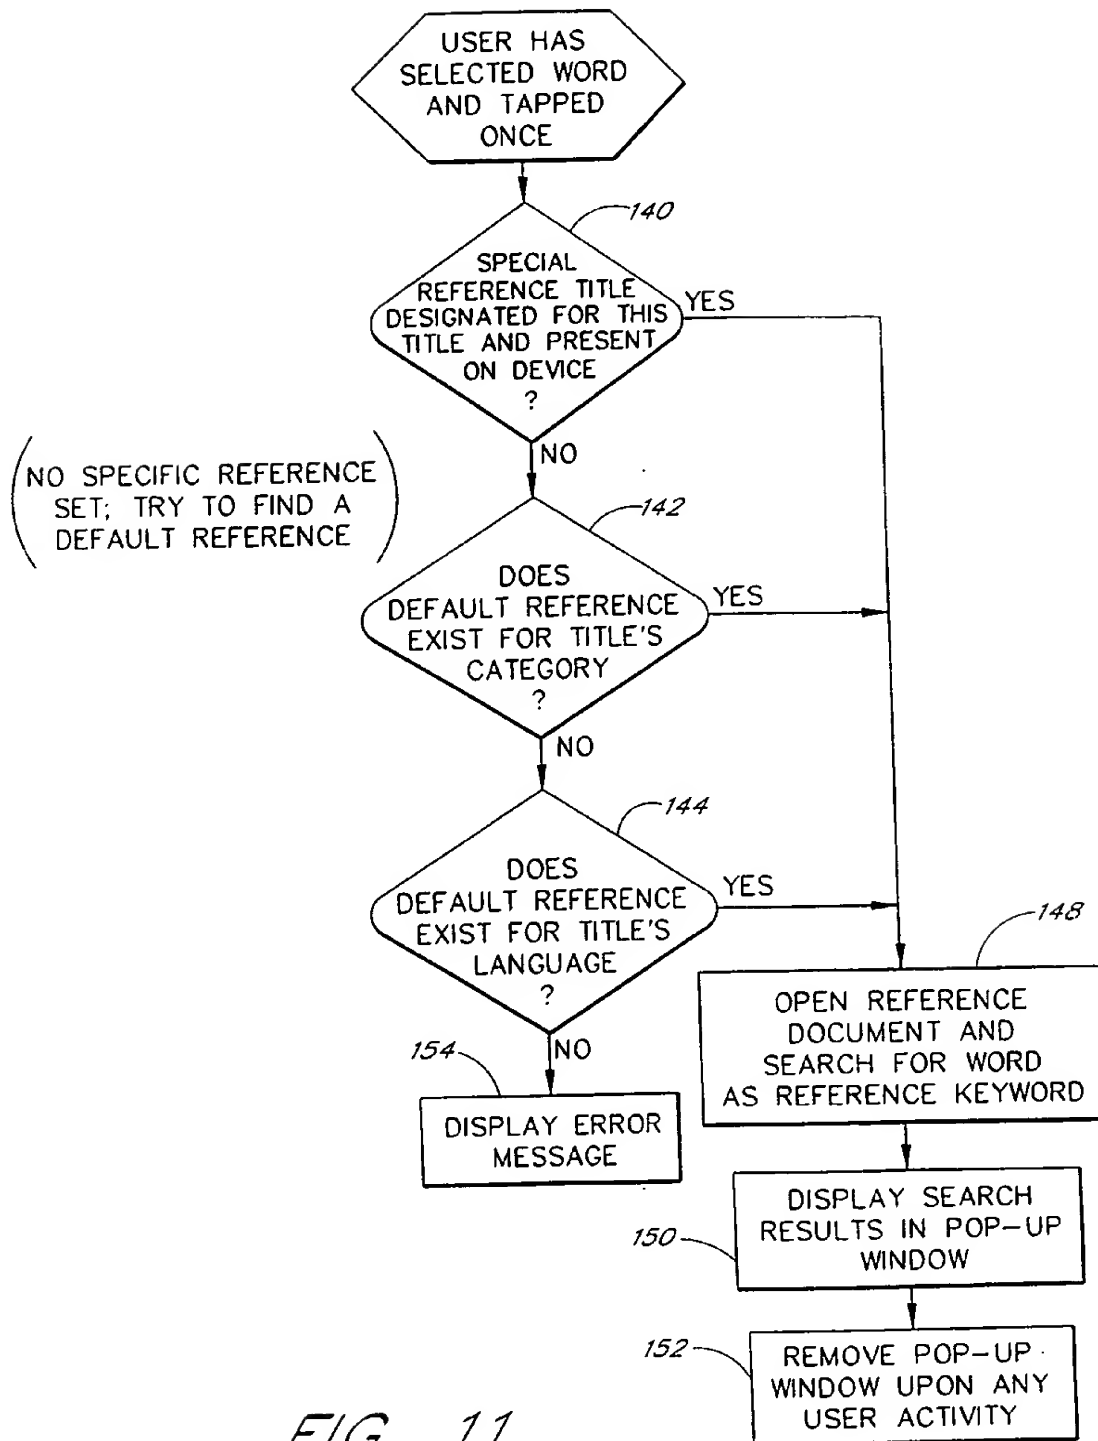 USER HAS
SELECTED WORD
AND TAPPED
ONCE
140
SPECIAL
REFERENCE TITLE
DESIGNATED FOR THIS
TITLE AND PRESENT
ON DEVICE
?
YES
NO
(NO SPECIFIC REFERENCE
SET; TRY TO FIND A
DEFAULT REFERENCE)
142
DOES
DEFAULT REFERENCE
EXIST FOR TITLE'S
CATEGORY
?
YES
NO
144
DOES
DEFAULT REFERENCE
EXIST FOR TITLE'S
LANGUAGE
?
YES
NO
148
OPEN REFERENCE
DOCUMENT AND
SEARCH FOR WORD
AS REFERENCE KEYWORD
154
DISPLAY ERROR
MESSAGE
150
DISPLAY SEARCH
RESULTS IN POP-UP
WINDOW
152
REMOVE POP-UP
WINDOW UPON ANY
USER ACTIVITY
FIG. 11